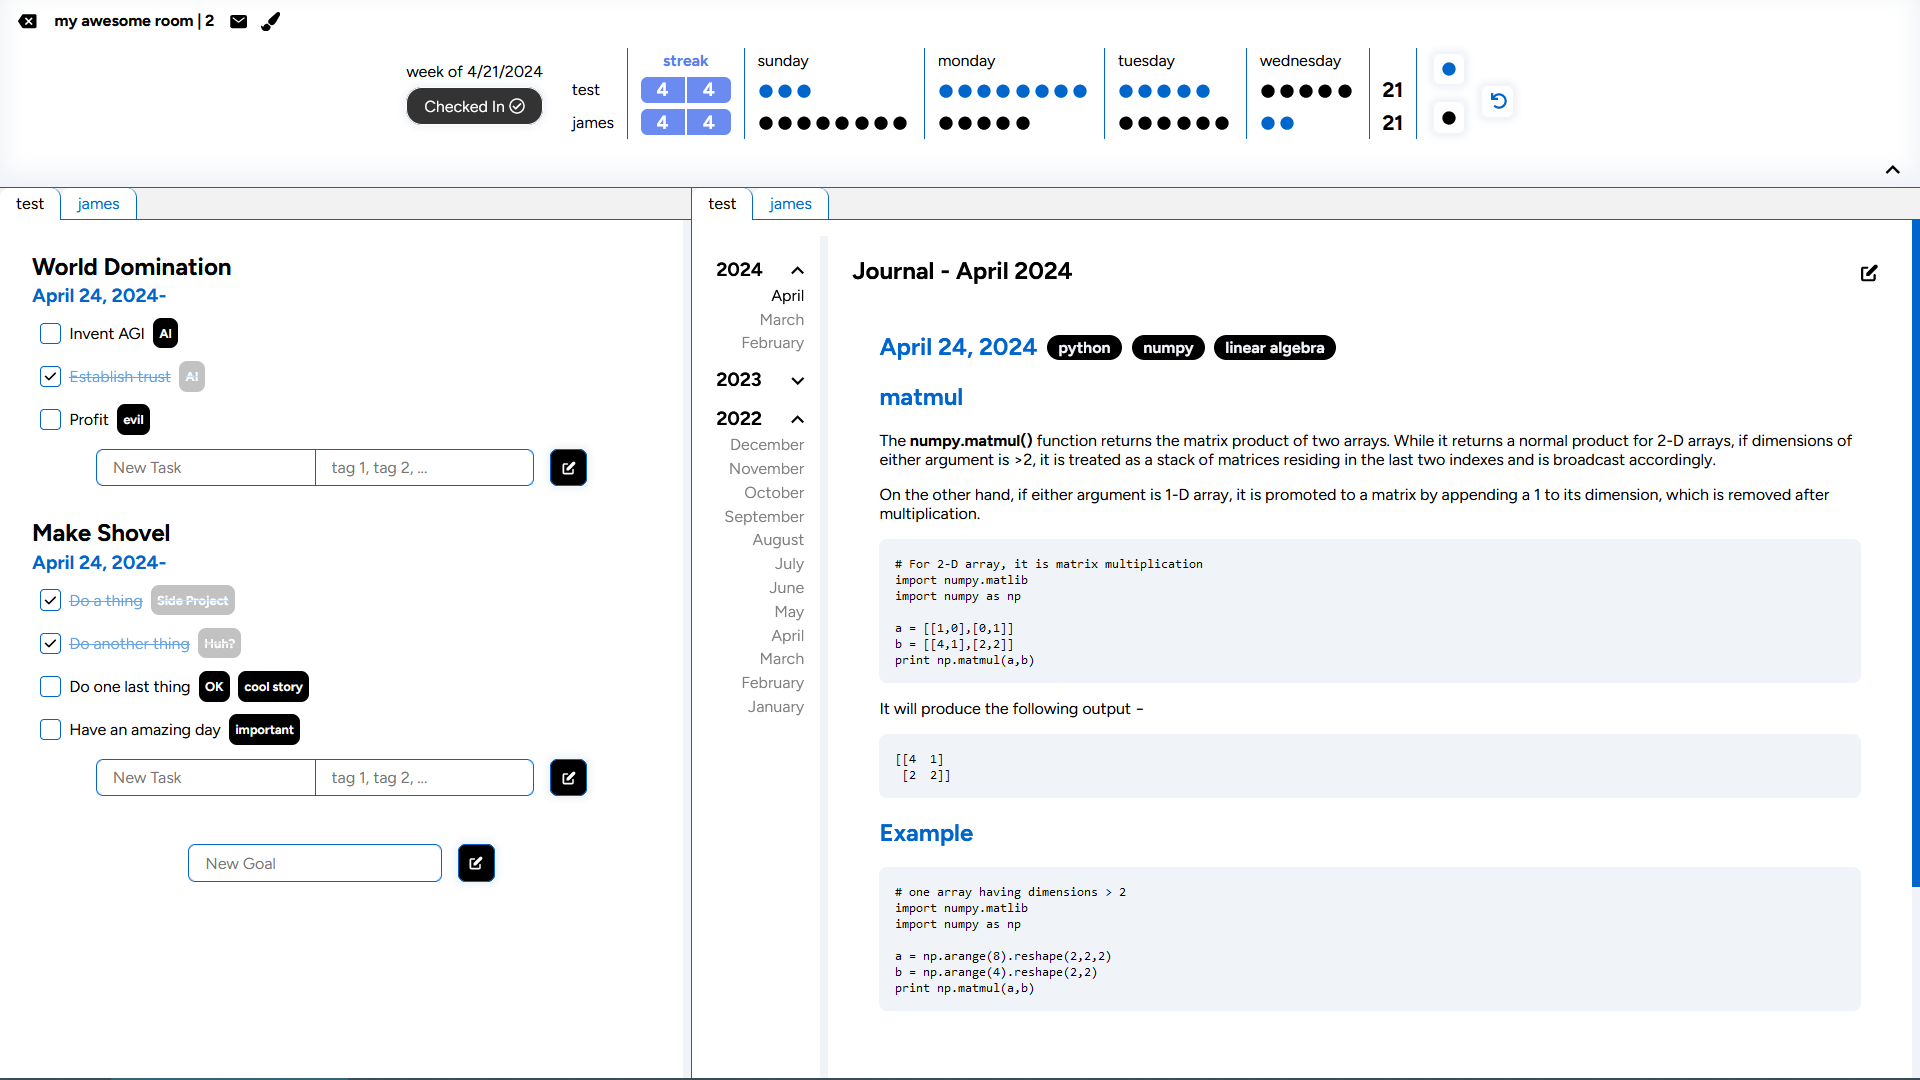 my awesome room | 2
week of 4/21/2024
Checked In
streak
sunday
monday
tuesday
wednesday
test
4 4
21
james
4 4
21
test
james
World Domination
April 24, 2024-
Invent AGI AI
Establish trust AI
Profit evil
New Task
tag 1, tag 2, ...
Make Shovel
April 24, 2024-
Do a thing Side Project
Do another thing Huh?
Do one last thing OK cool story
Have an amazing day important
New Task
tag 1, tag 2, ...
New Goal
test
james
2024
April
March
February
2023
2022
December
November
October
September
August
July
June
May
April
March
February
January
Journal - April 2024
April 24, 2024 python numpy linear algebra
matmul
The numpy.matmul() function returns the matrix product of two arrays. While it returns a normal product for 2-D arrays, if dimensions of
either argument is >2, it is treated as a stack of matrices residing in the last two indexes and is broadcast accordingly.
On the other hand, if either argument is 1-D array, it is promoted to a matrix by appending a 1 to its dimension, which is removed after
multiplication.
# For 2-D array, it is matrix multiplication
import numpy.matlib
import numpy as np
a = [[1,0],[0,1]]
b = [[4,1],[2,2]]
print np.matmul(a,b)
It will produce the following output −
[[4  1]
 [2  2]]
Example
# one array having dimensions > 2
import numpy.matlib
import numpy as np
a = np.arange(8).reshape(2,2,2)
b = np.arange(4).reshape(2,2)
print np.matmul(a,b)